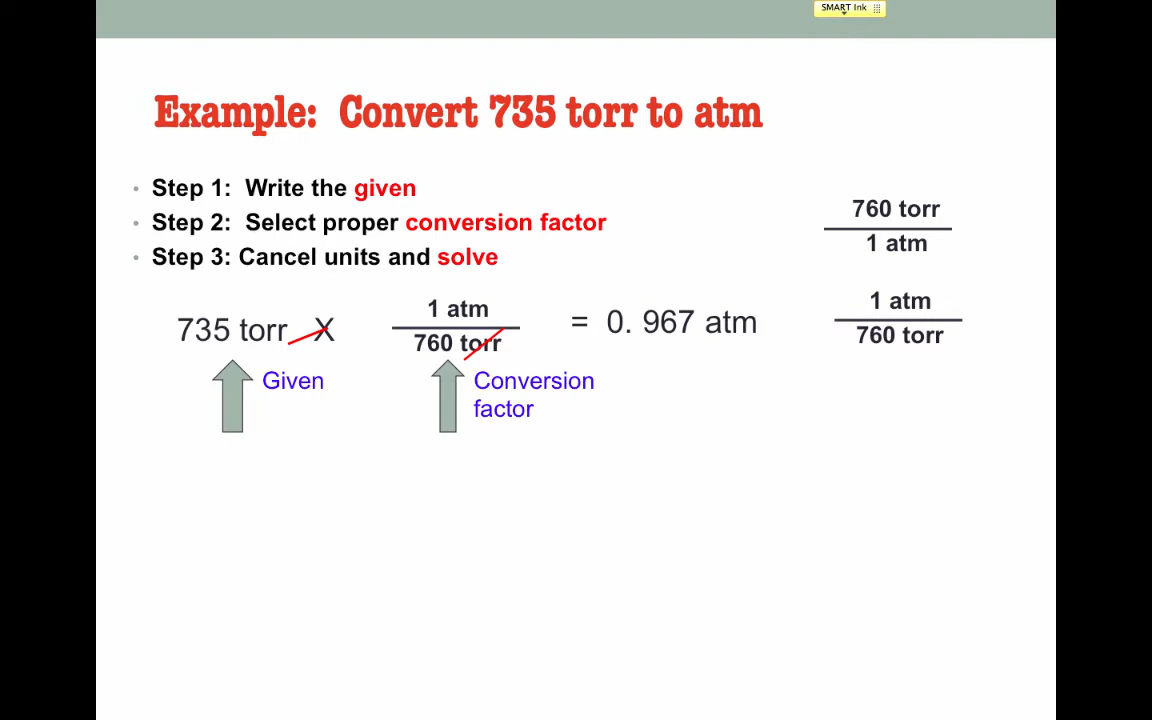 SMART Ink
Example: Convert 735 torr to atm
• Step 1: Write the given
• Step 2: Select proper conversion factor
• Step 3: Cancel units and solve
760 torr
1 atm
735 torr X
1 atm
760 torr
= 0. 967 atm
1 atm
760 torr
Given
Conversion
factor